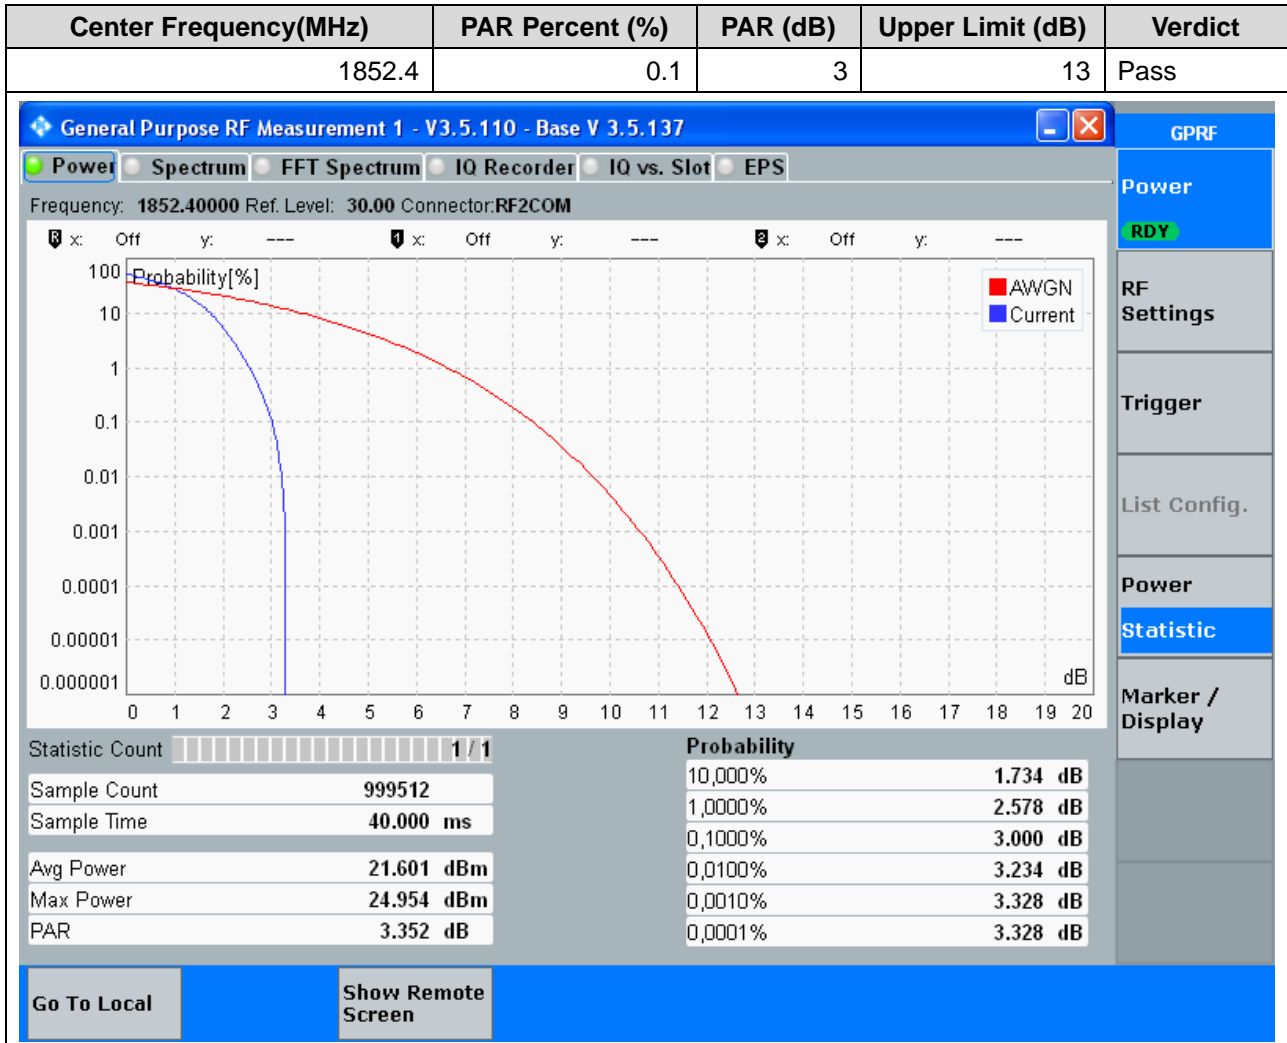 Center Frequency(MHz) PAR Percent (%) PAR (dB) Upper Limit (dB) Verdict
1852.4 0.1 3 13 Pass
General Purpose RF Measurement 1 - V3.5.110 - Base V 3.5.137
GPRF
Power Spectrum FFT Spectrum IQ Recorder IQ vs. Slot EPS
Frequency: 1852.40000 Ref. Level: 30.00 Connector:RF2COM
R x: Off y: --- 1 x: Off y: --- 2 x: Off y: ---
Probability[%]
100
10
1
0.1
0.01
0.001
0.0001
0.00001
0.000001
AWGN
Current
dB
0 1 2 3 4 5 6 7 8 9 10 11 12 13 14 15 16 17 18 19 20
Statistic Count 1 / 1
Sample Count 999512
Sample Time 40.000 ms
Avg Power 21.601 dBm
Max Power 24.954 dBm
PAR 3.352 dB
Probability
10,000% 1.734 dB
1,0000% 2.578 dB
0,1000% 3.000 dB
0,0100% 3.234 dB
0,0010% 3.328 dB
0,0001% 3.328 dB
Power
RDY
RF
Settings
Trigger
List Config.
Power
Statistic
Marker /
Display
Go To Local
Show Remote
Screen